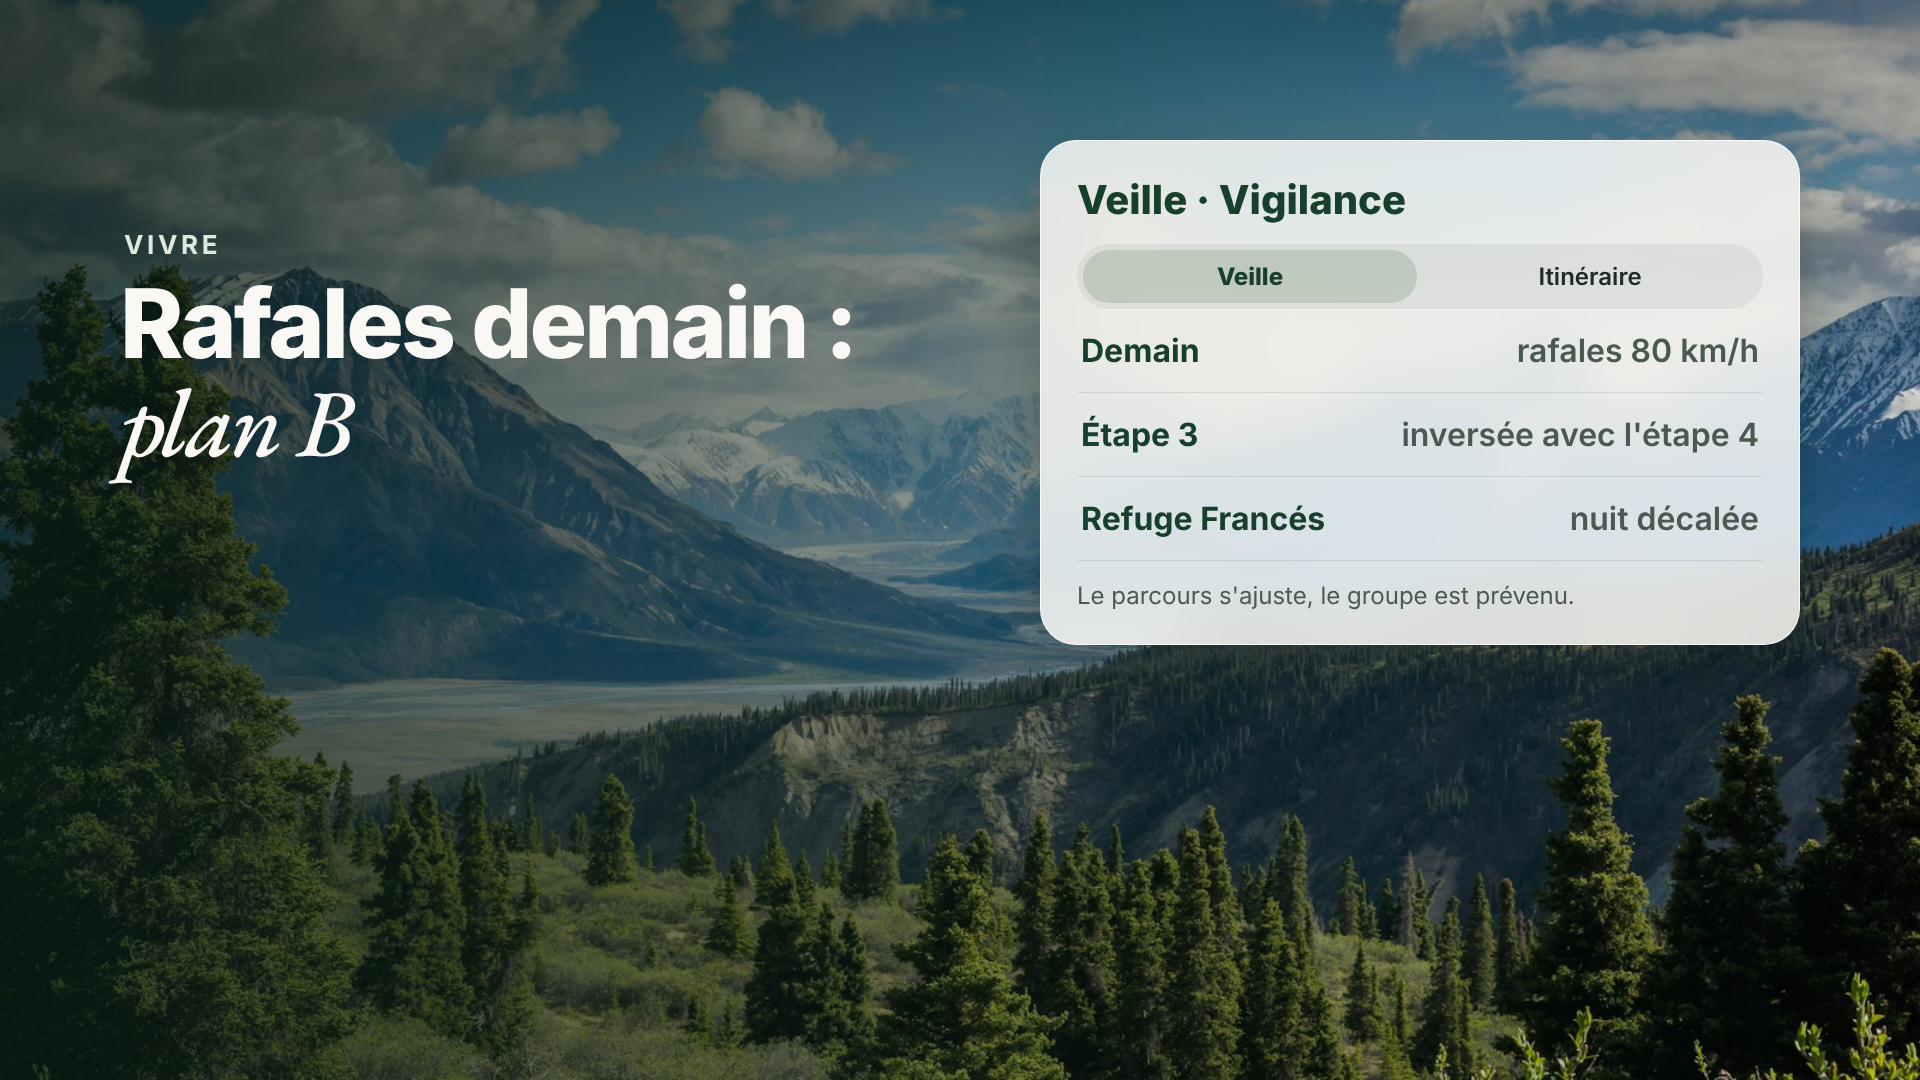 VIVRE
Rafales demain :
plan B
Veille · Vigilance
Veille
Itinéraire
Demain
rafales 80 km/h
Étape 3
inversée avec l'étape 4
Refuge Francés
nuit décalée
Le parcours s'ajuste, le groupe est prévenu.